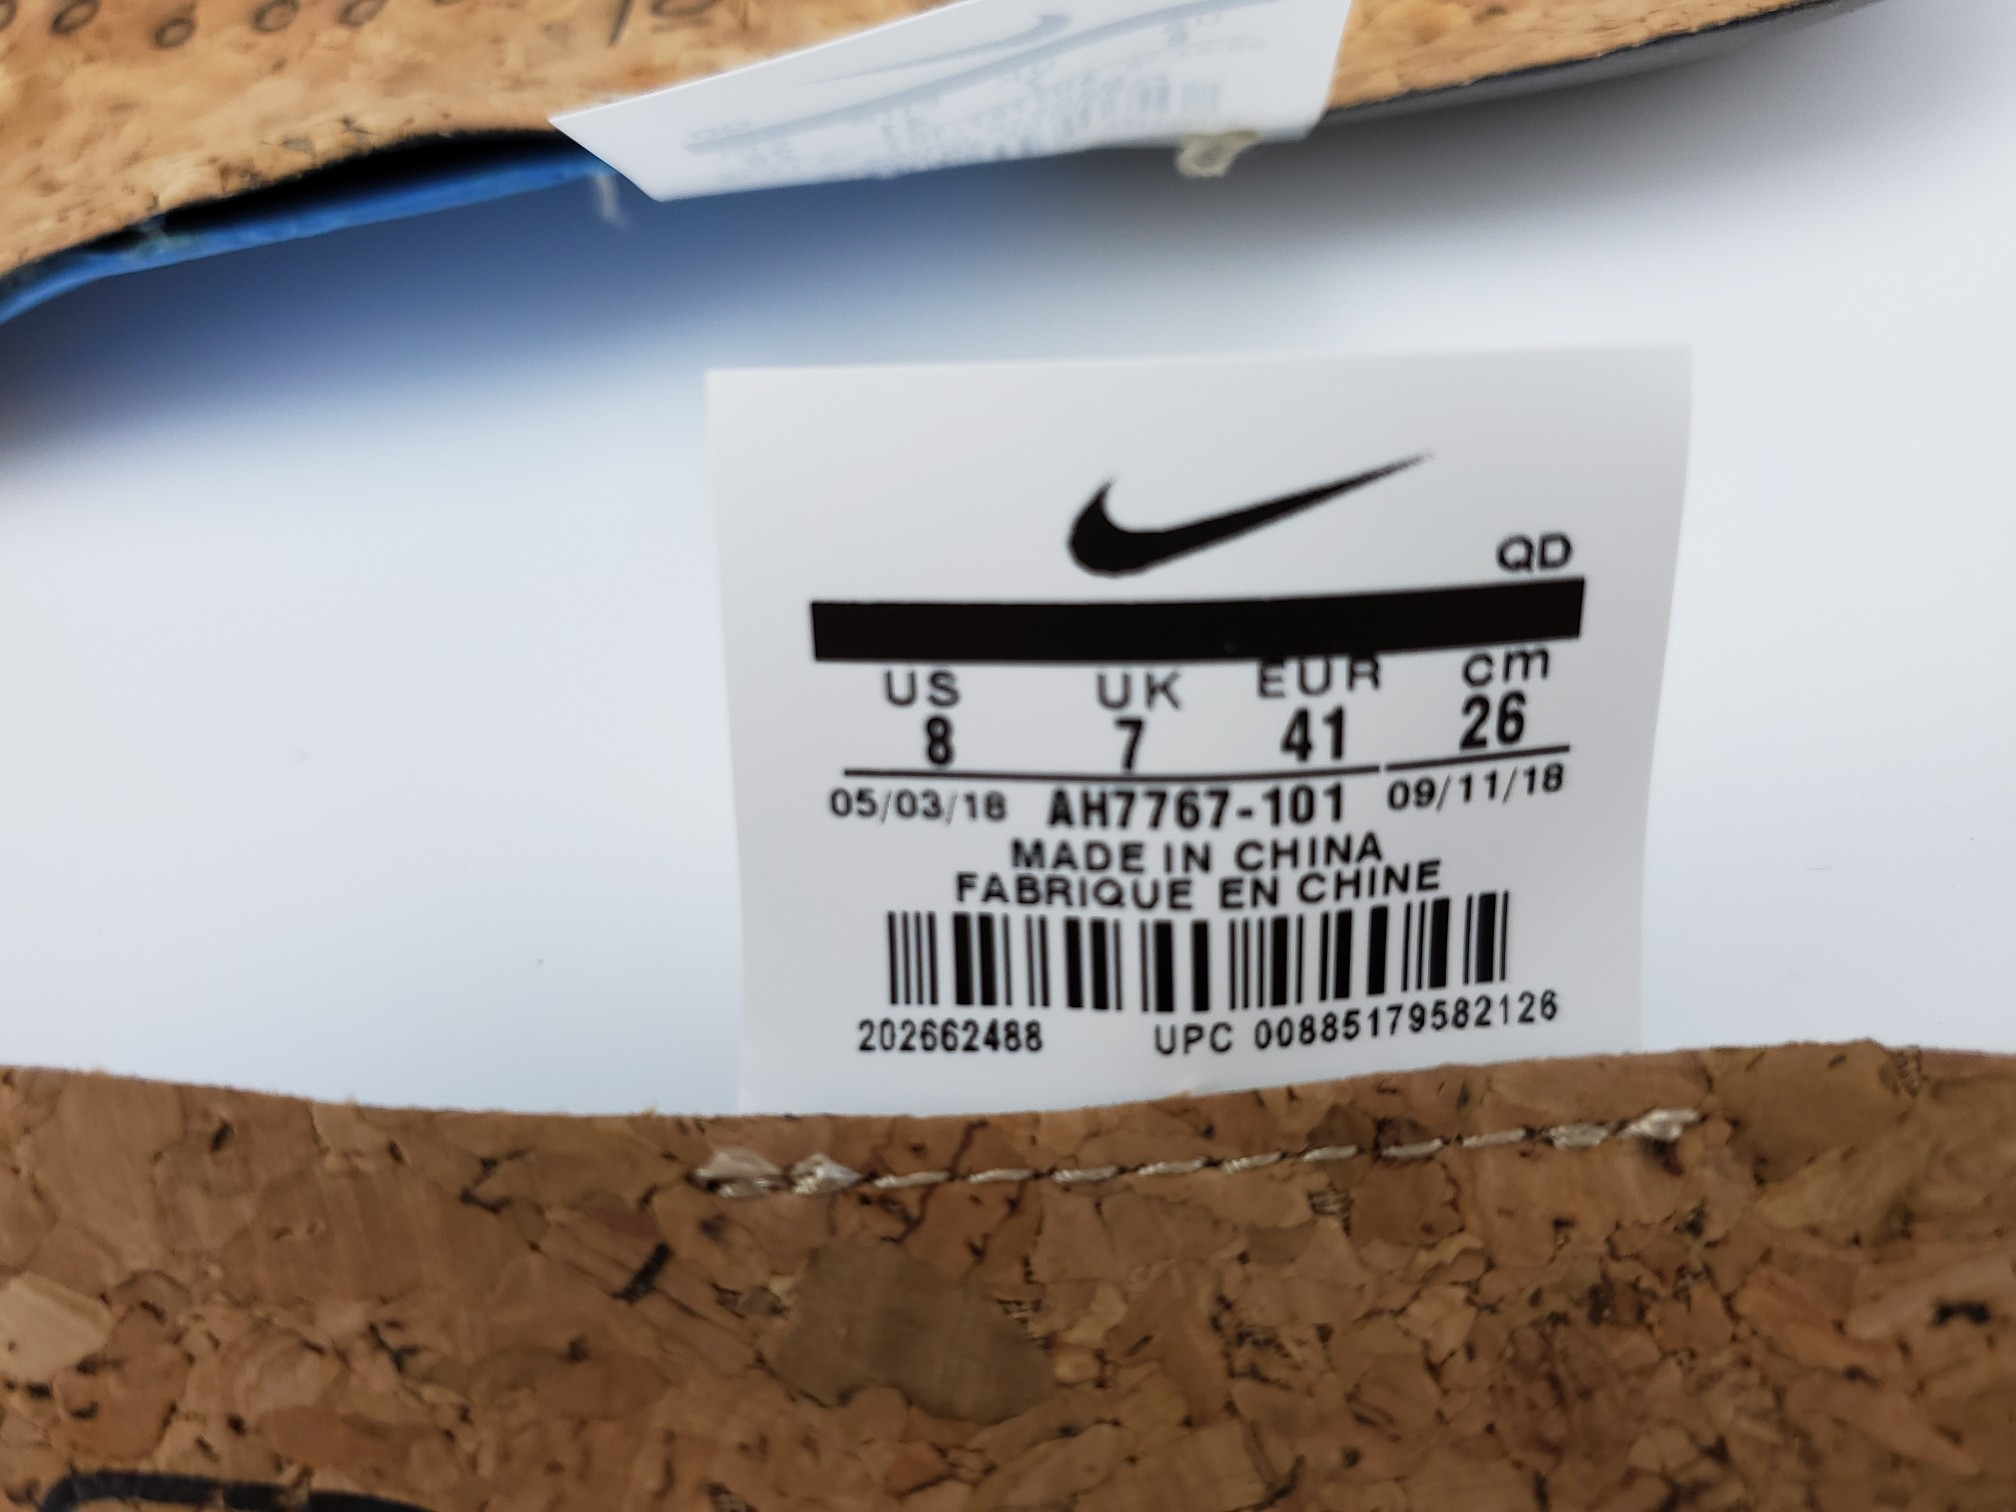 QD
US UK EUR cm
8 7 41 26
05/03/18 AH7767-101 09/11/18
MADE IN CHINA
FABRIQUE EN CHINE
202662488 UPC 00885179582126